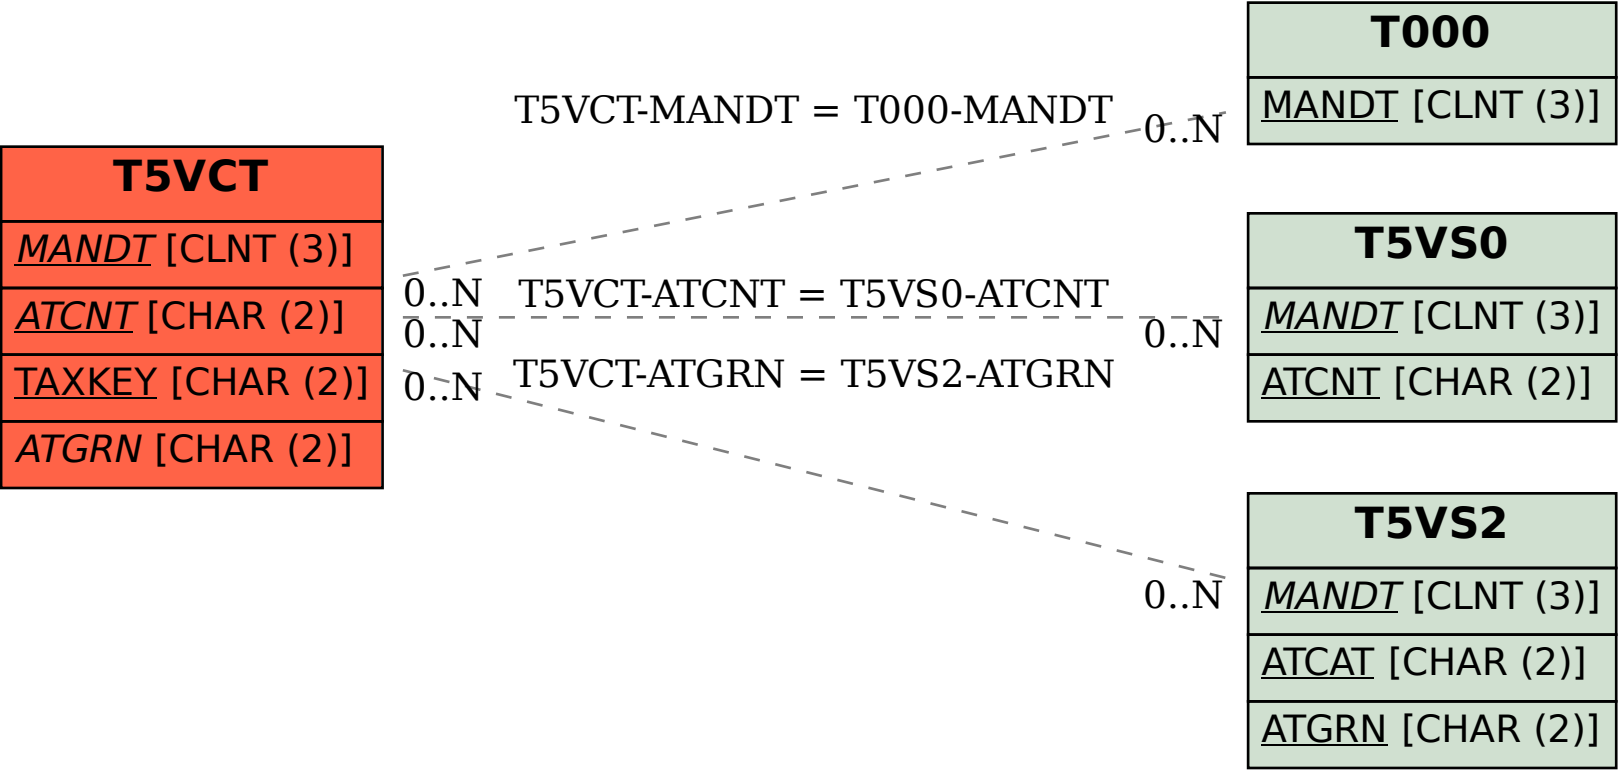 T5VCT
MANDT [CLNT (3)]
ATCNT [CHAR (2)]
TAXKEY [CHAR (2)]
ATGRN [CHAR (2)]
T5VCT-MANDT = T000-MANDT
0..N
0..N
T5VCT-ATCNT = T5VS0-ATCNT
0..N
0..N
T5VCT-ATGRN = T5VS2-ATGRN
0..N
0..N
T000
MANDT [CLNT (3)]
T5VS0
MANDT [CLNT (3)]
ATCNT [CHAR (2)]
T5VS2
MANDT [CLNT (3)]
ATCAT [CHAR (2)]
ATGRN [CHAR (2)]